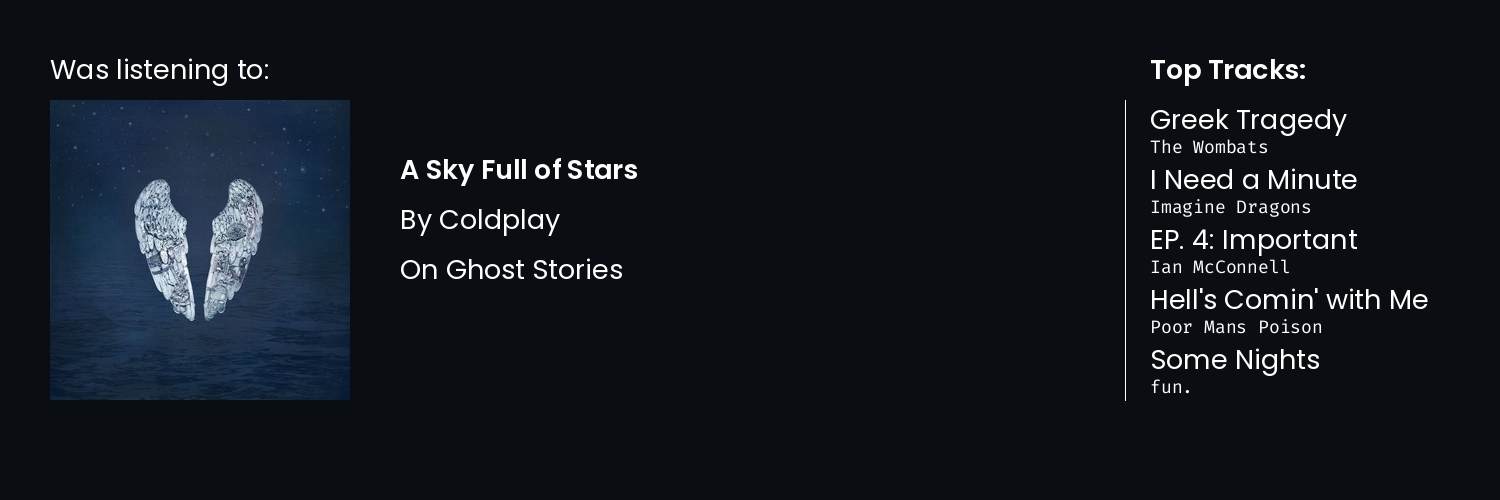 Was listening to:
A Sky Full of Stars
By Coldplay
On Ghost Stories
Top Tracks:
Greek Tragedy
The Wombats
I Need a Minute
Imagine Dragons
EP. 4: Important
Ian McConnell
Hell's Comin' with Me
Poor Mans Poison
Some Nights
fun.